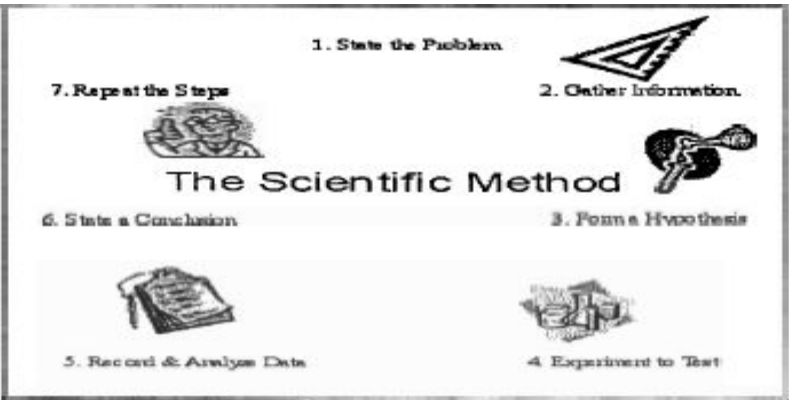 1. State the Problem
7. Repeat the Steps
2. Gather Information.
The Scientific Method
6. State a Conclusion
3. Form a Hypothesis
5. Record & Analyze Data
4 Experiment to Test